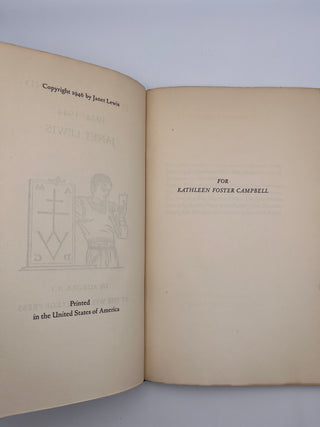 Copyright 1946 by Janet Lewis
Printed
in the United States of America
FOR
KATHLEEN FOSTER CAMPBELL